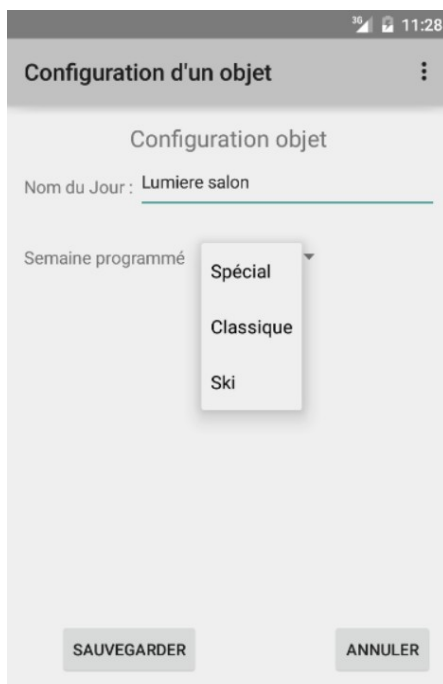 3G 11:28
Configuration d'un objet
Configuration objet
Nom du Jour : Lumiere salon
Semaine programmé
Spécial
Classique
Ski
SAUVEGARDER ANNULER